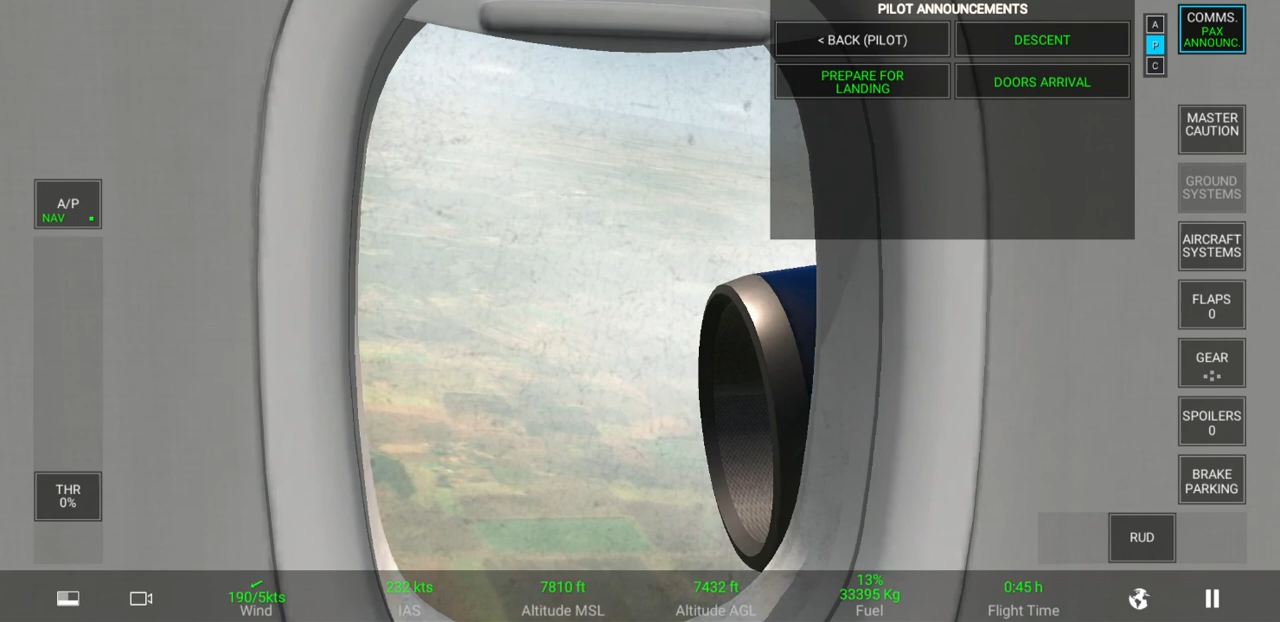 PILOT ANNOUNCEMENTS
< BACK (PILOT)
DESCENT
PREPARE FOR
LANDING
DOORS ARRIVAL
A
P
C
COMMS.
PAX
ANNOUNC.
MASTER
CAUTION
GROUND
SYSTEMS
AIRCRAFT
SYSTEMS
FLAPS
0
GEAR
SPOILERS
0
BRAKE
PARKING
RUD
A/P
NAV
THR
0%
190/5kts
Wind
232 kts
IAS
7810 ft
Altitude MSL
7432 ft
Altitude AGL
13%
33395 Kg
Fuel
0:45 h
Flight Time